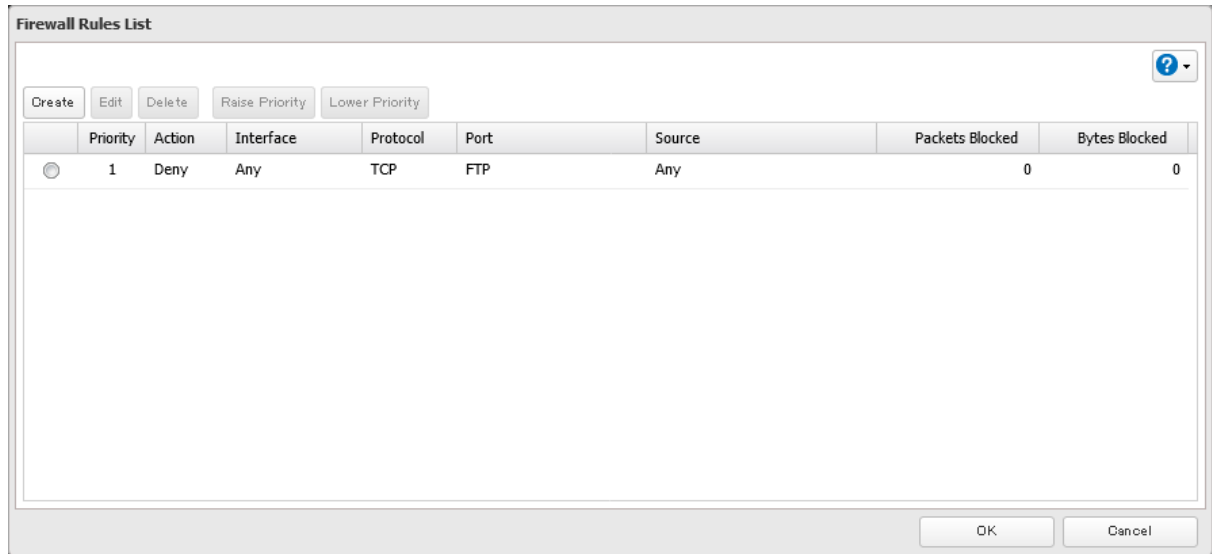 Firewall Rules List
?
Create Edit Delete Raise Priority Lower Priority
Priority Action Interface Protocol Port Source Packets Blocked Bytes Blocked
1 Deny Any TCP FTP Any 0 0
OK Cancel